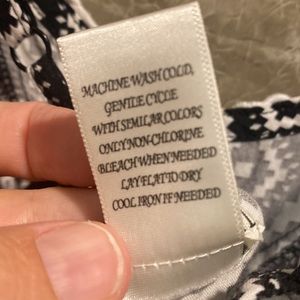 MACHINE WASH COLD,
GENTLE CYCLE
WITH SIMILAR COLORS
ONLY NON-CHLORINE
BLEACH WHEN NEEDED
LAY FLAT TO DRY
COOL IRON IF NEEDED